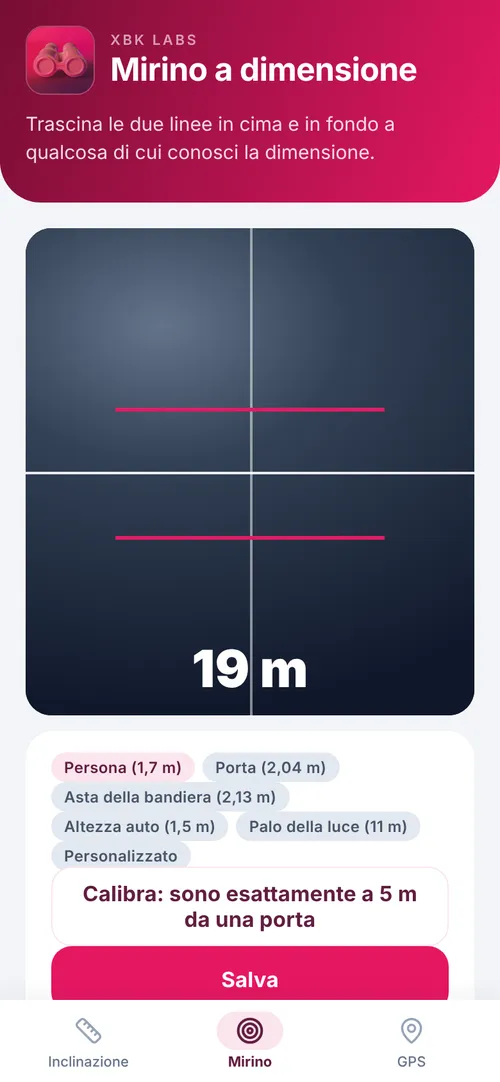 XBK LABS
Mirino a dimensione
Trascina le due linee in cima e in fondo a
qualcosa di cui conosci la dimensione.
19 m
Persona (1,7 m)
Porta (2,04 m)
Asta della bandiera (2,13 m)
Altezza auto (1,5 m)
Palo della luce (11 m)
Personalizzato
Calibra: sono esattamente a 5 m
da una porta
Salva
Inclinazione
Mirino
GPS